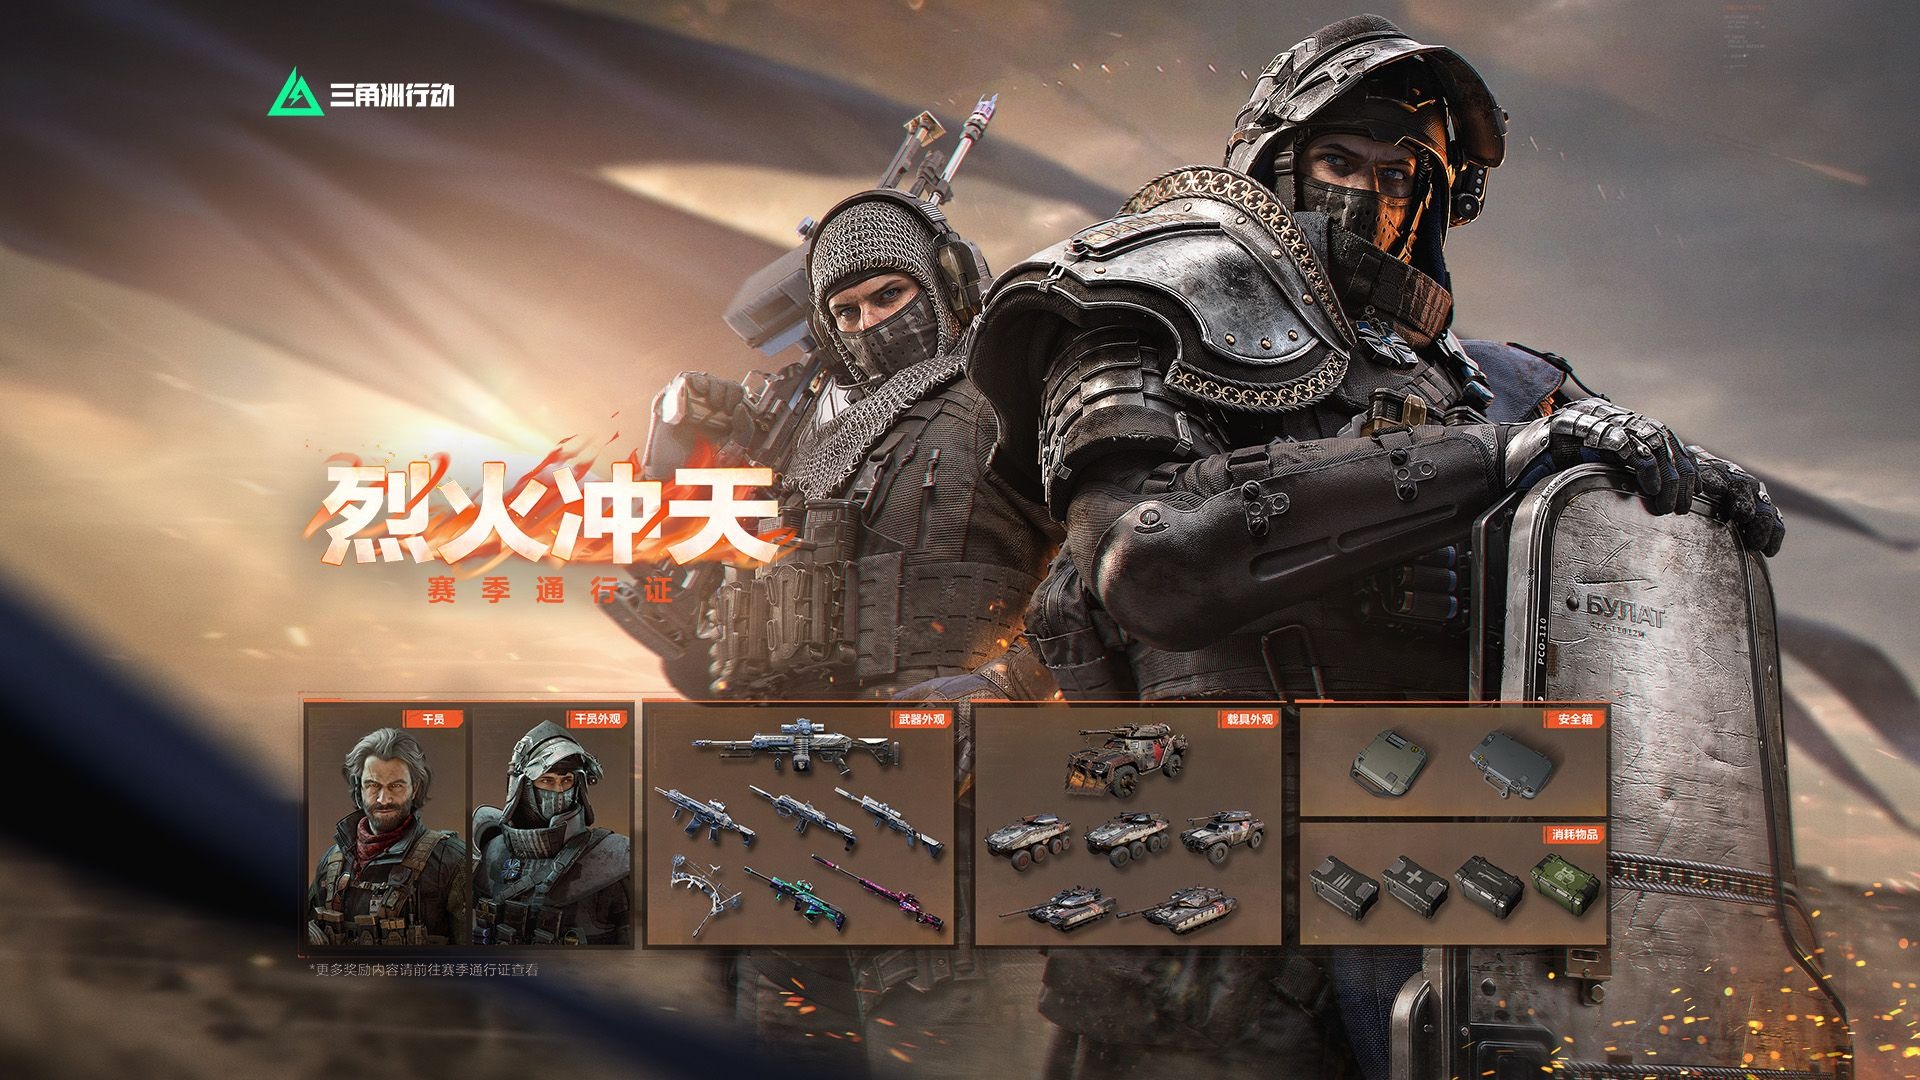 三角洲行动
烈火冲天
赛季通行证
干员
干员外观
武器外观
载具外观
安全箱
消耗物品
БУЛАТ
РСО-110
*更多奖励内容请前往赛季通行证查看